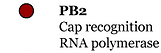 PB2
Cap recognition
RNA polymerase